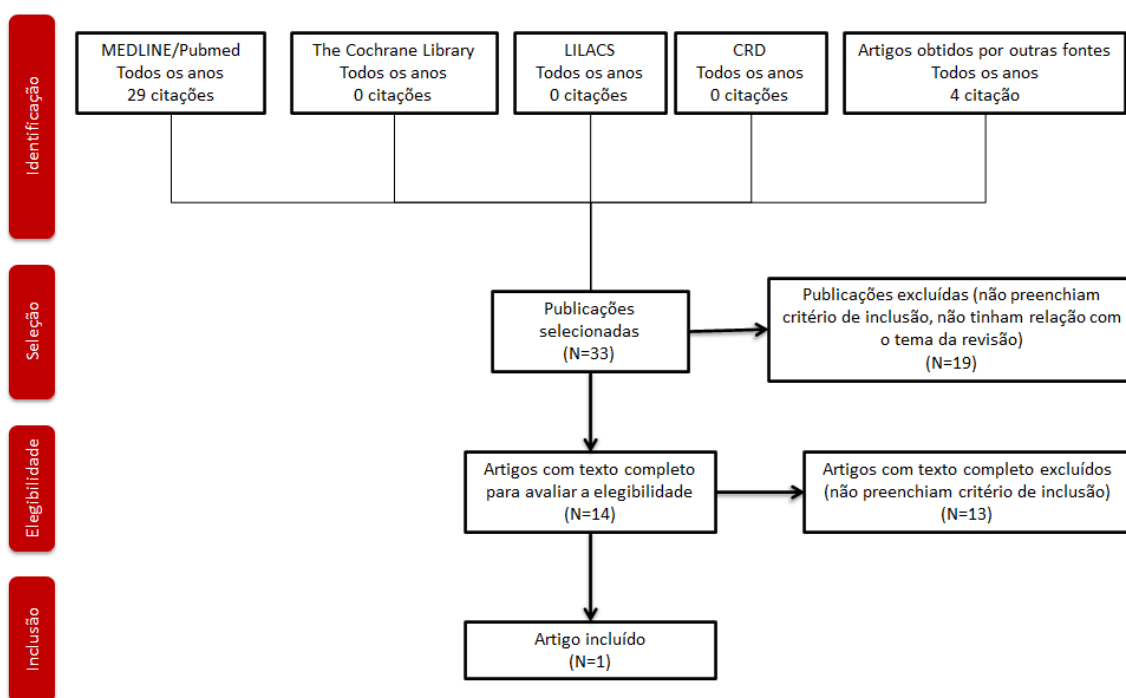 Identificação
MEDLINE/Pubmed
Todos os anos
29 citações
The Cochrane Library
Todos os anos
0 citações
LILACS
Todos os anos
0 citações
CRD
Todos os anos
0 citações
Artigos obtidos por outras fontes
Todos os anos
4 citação
Seleção
Publicações
selecionadas
(N=33)
Publicações excluídas (não preenchiam
critério de inclusão, não tinham relação com
o tema da revisão)
(N=19)
Elegibilidade
Artigos com texto completo
para avaliar a elegibilidade
(N=14)
Artigos com texto completo excluídos
(não preenchiam critério de inclusão)
(N=13)
Inclusão
Artigo incluído
(N=1)